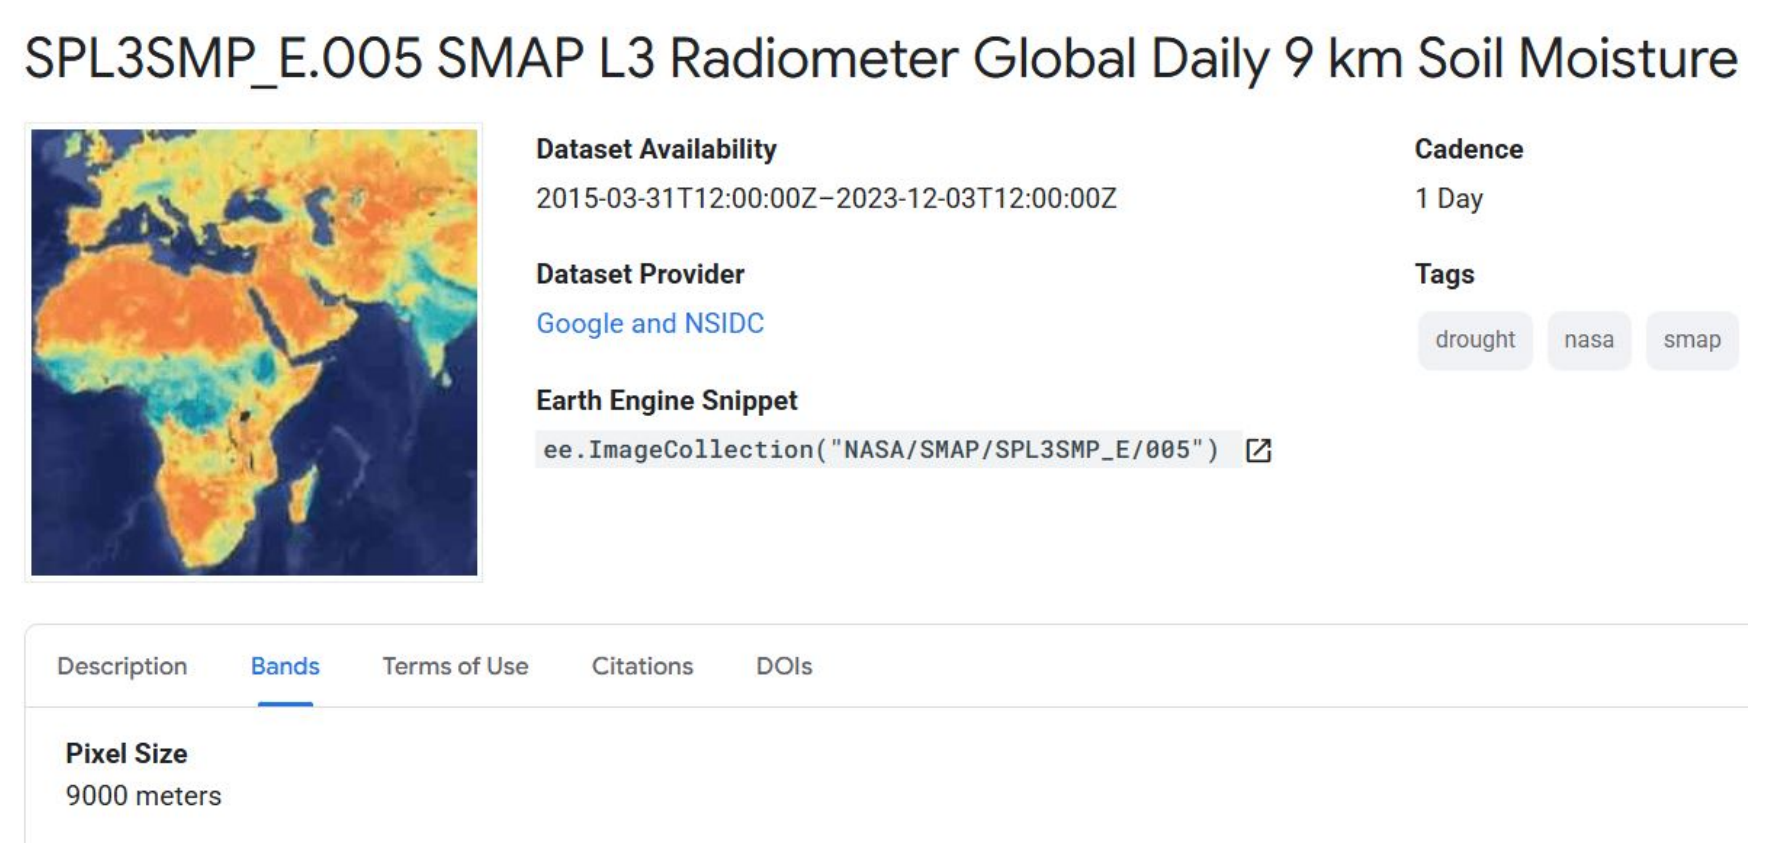 SPL3SMP_E.005 SMAP L3 Radiometer Global Daily 9 km Soil Moisture
Dataset Availability
2015-03-31T12:00:00Z–2023-12-03T12:00:00Z
Dataset Provider
Google and NSIDC
Earth Engine Snippet
ee.ImageCollection("NASA/SMAP/SPL3SMP_E/005")
Cadence
1 Day
Tags
drought nasa smap
Description Bands Terms of Use Citations DOIs
Pixel Size
9000 meters